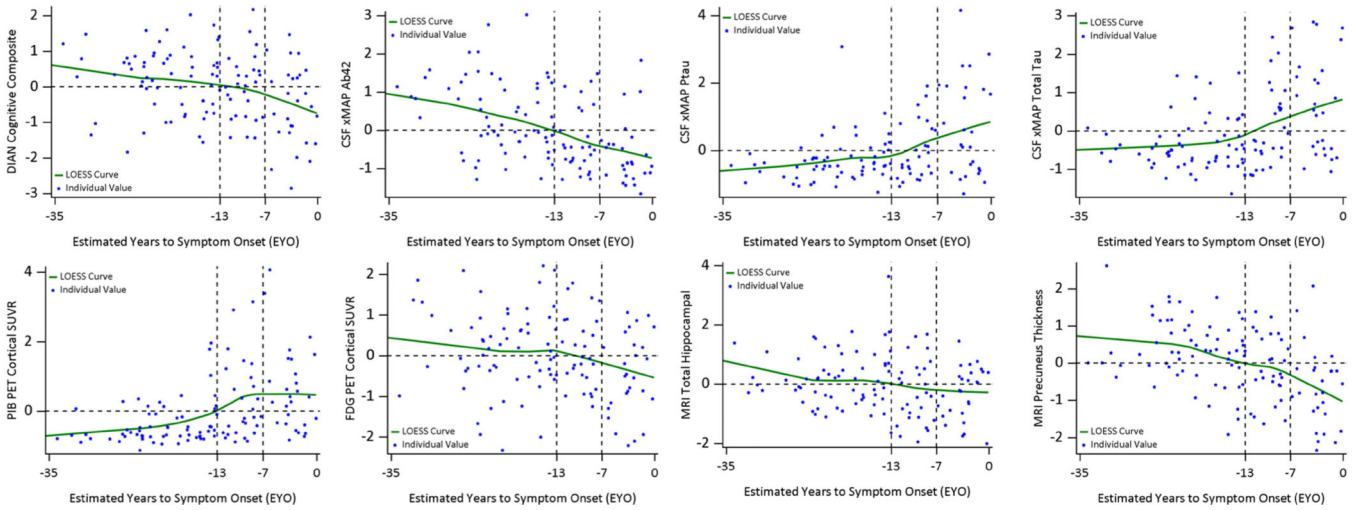 DIAN Cognitive Composite
2
1
0
-1
-2
-3
LOESS Curve
Individual Value
-35
-13
-7
0
Estimated Years to Symptom Onset (EYO)
CSF xMAP Ab42
3
2
1
0
-1
LOESS Curve
Individual Value
-35
-13
-7
0
Estimated Years to Symptom Onset (EYO)
CSF xMAP Ptau
4
2
0
LOESS Curve
Individual Value
-35
-13
-7
0
Estimated Years to Symptom Onset (EYO)
CSF xMAP Total Tau
3
2
1
0
-1
LOESS Curve
Individual Value
-35
-13
-7
0
Estimated Years to Symptom Onset (EYO)
PIB PET Cortical SUVR
4
2
0
LOESS Curve
Individual Value
-35
-13
-7
0
Estimated Years to Symptom Onset (EYO)
FDG PET Cortical SUVR
2
1
0
-1
-2
LOESS Curve
Individual Value
-35
-13
-7
0
Estimated Years to Symptom Onset (EYO)
MRI Total Hippocampal
4
2
0
-2
LOESS Curve
Individual Value
-35
-13
-7
0
Estimated Years to Symptom Onset (EYO)
MRI Precuneus Thickness
2
1
0
-1
-2
LOESS Curve
Individual Value
-35
-13
-7
0
Estimated Years to Symptom Onset (EYO)